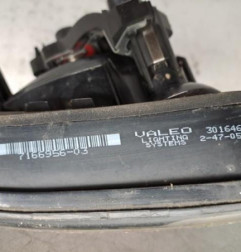 VALEO 301646
LIGHTING 2-47-05
SYSTEMS
7166956-03